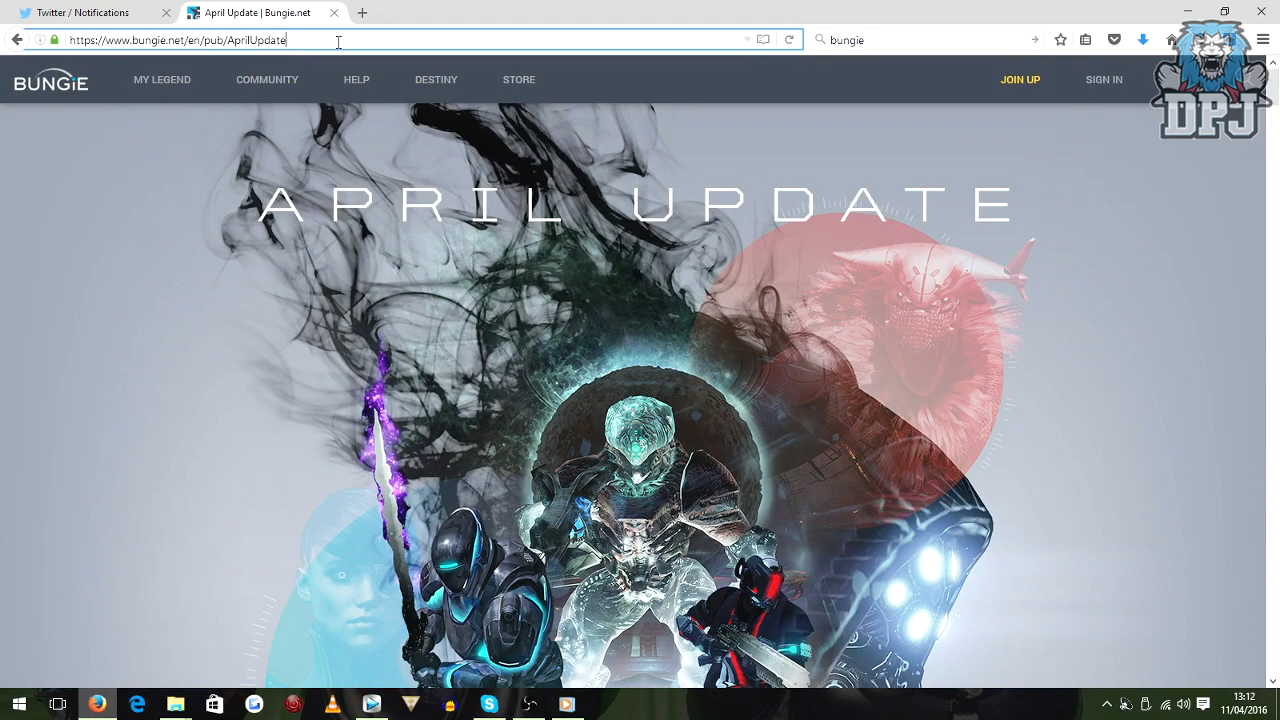 Twitter / Notifications
April Update | Bungie.net
https://www.bungie.net/en/pub/AprilUpdate
bungie
BUNGiE
MY LEGEND
COMMUNITY
HELP
DESTINY
STORE
JOIN UP
SIGN IN
DPJ
APRIL UPDATE
13:12
11/04/2016